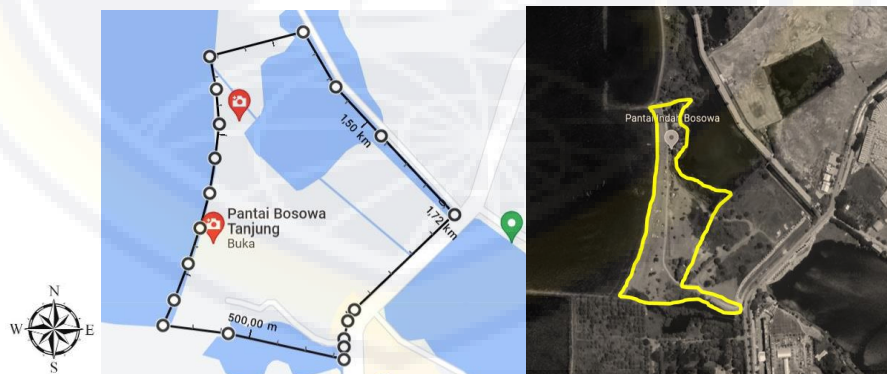 1,50 km
1,72 km
Pantai Bosowa
Tanjung
Buka
500,00 m
N
W
E
S
Pantai Indah Bosowa